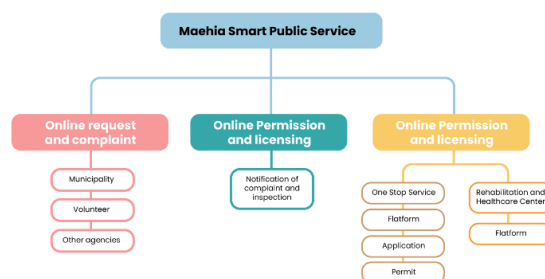 Maehia Smart Public Service
Online request
and complaint
Online Permission
and licensing
Online Permission
and licensing
Municipality
Volunteer
Other agencies
Notification of
complaint and
inspection
One Stop Service
Flatform
Application
Permit
Rehabilitation and
Healthcare Center
Flatform